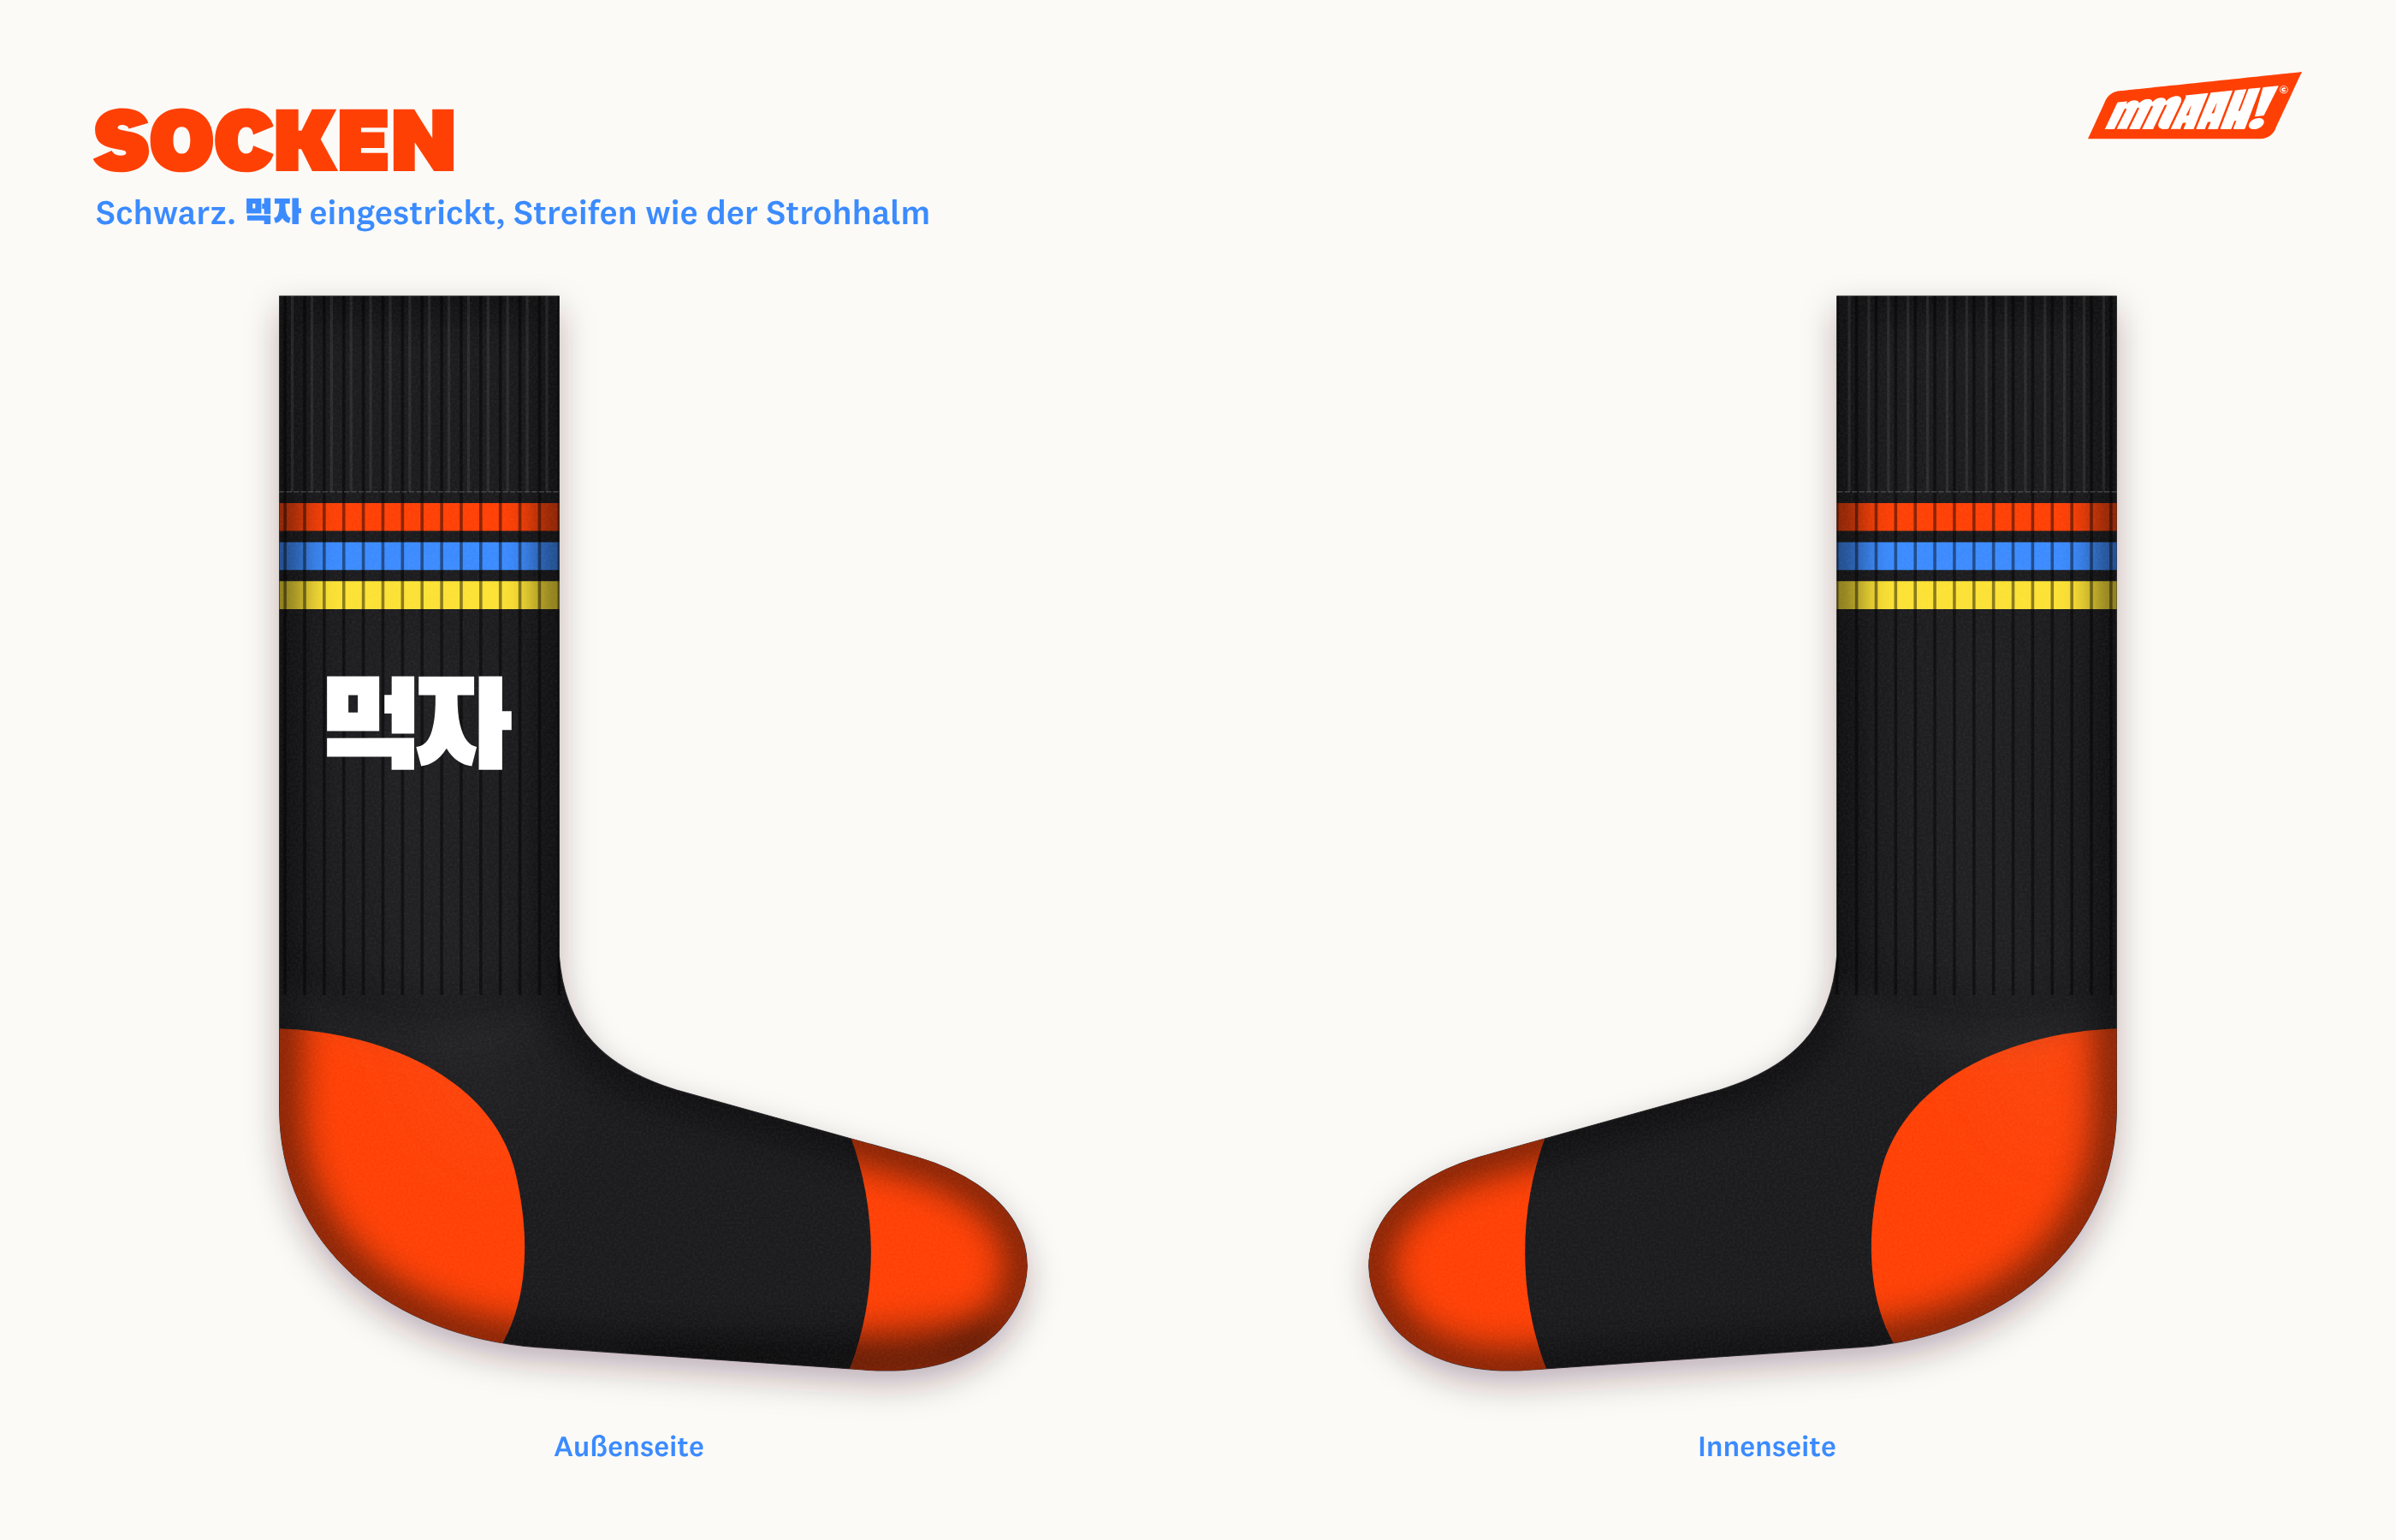 SOCKEN
mmAAH!
©
Schwarz. 먹자 eingestrickt, Streifen wie der Strohhalm
먹자
Außenseite
Innenseite